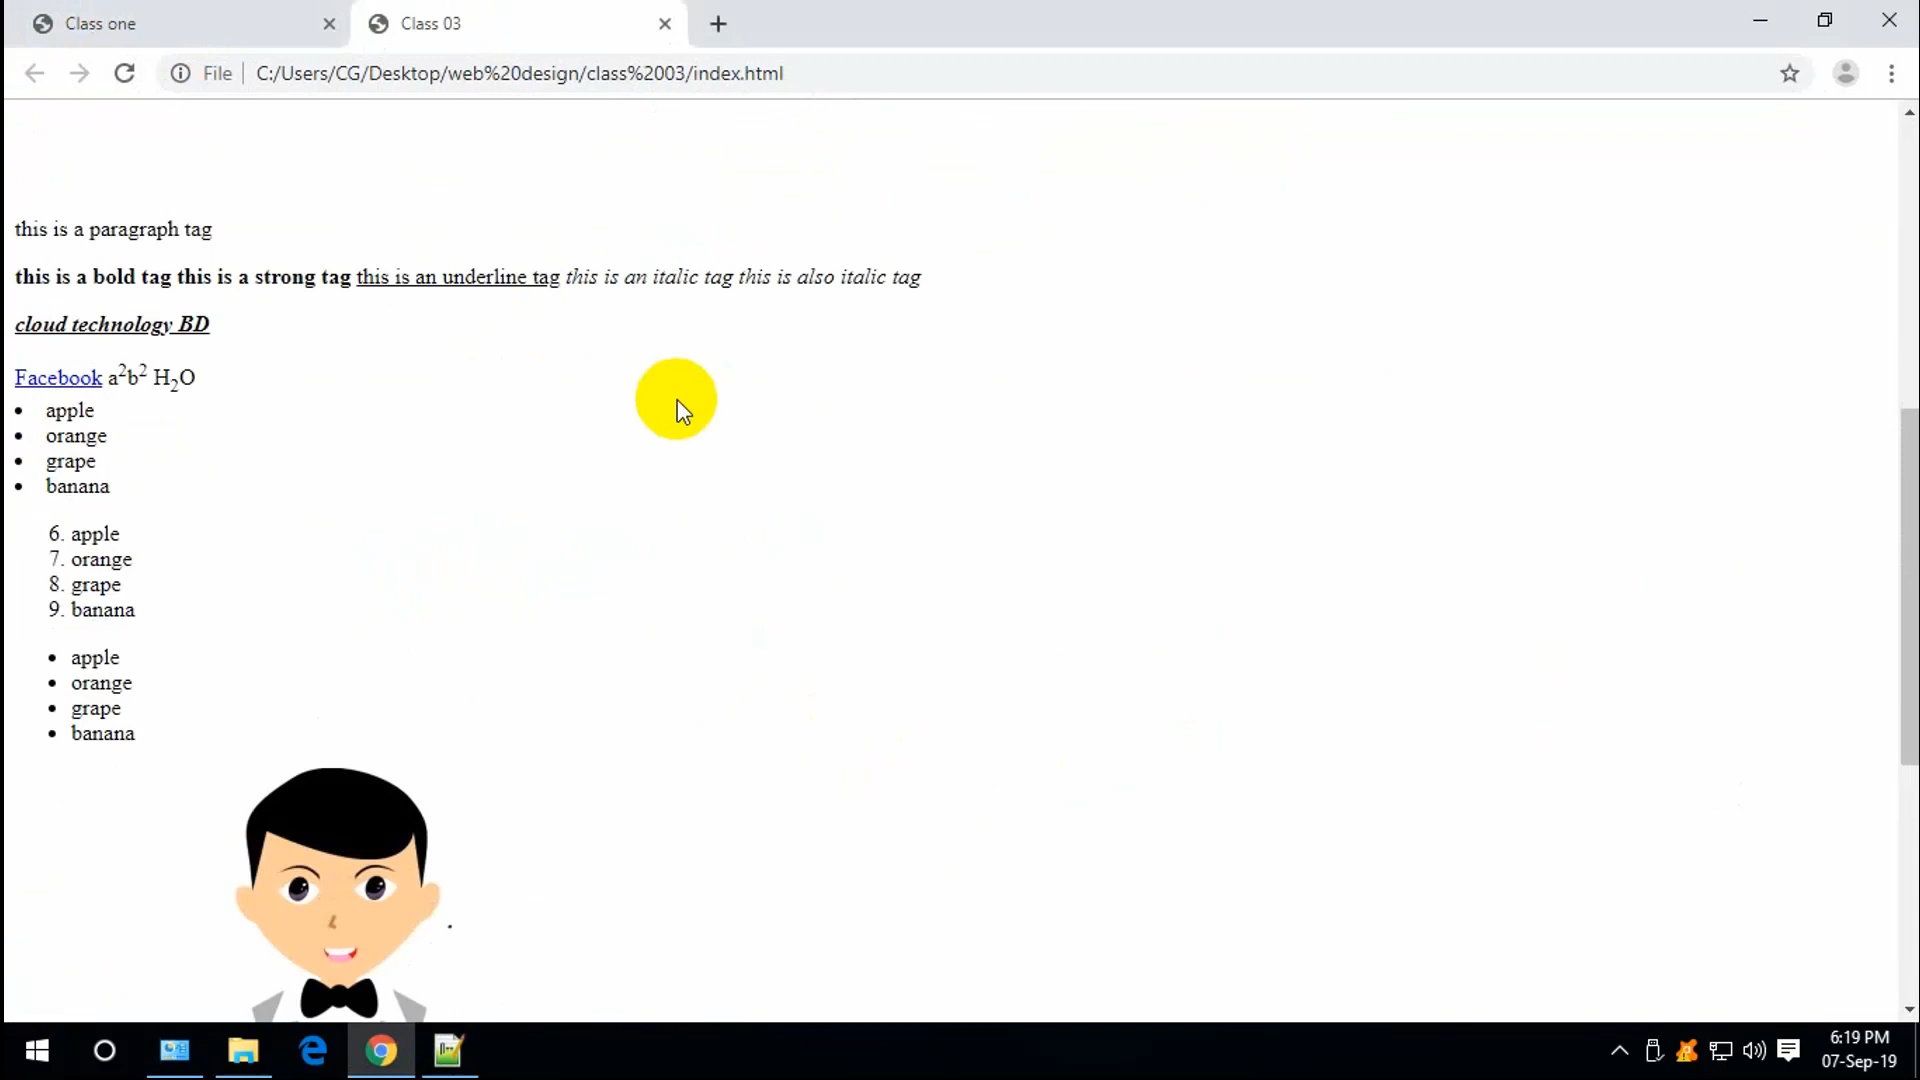 Class one
Class 03
File
C:/Users/CG/Desktop/web%20design/class%2003/index.html
this is a paragraph tag
this is a bold tag this is a strong tag this is an underline tag this is an italic tag this is also italic tag
cloud technology BD
Facebook a²b² H₂O
• apple
• orange
• grape
• banana
6. apple
7. orange
8. grape
9. banana
• apple
• orange
• grape
• banana
6:19 PM
07-Sep-19